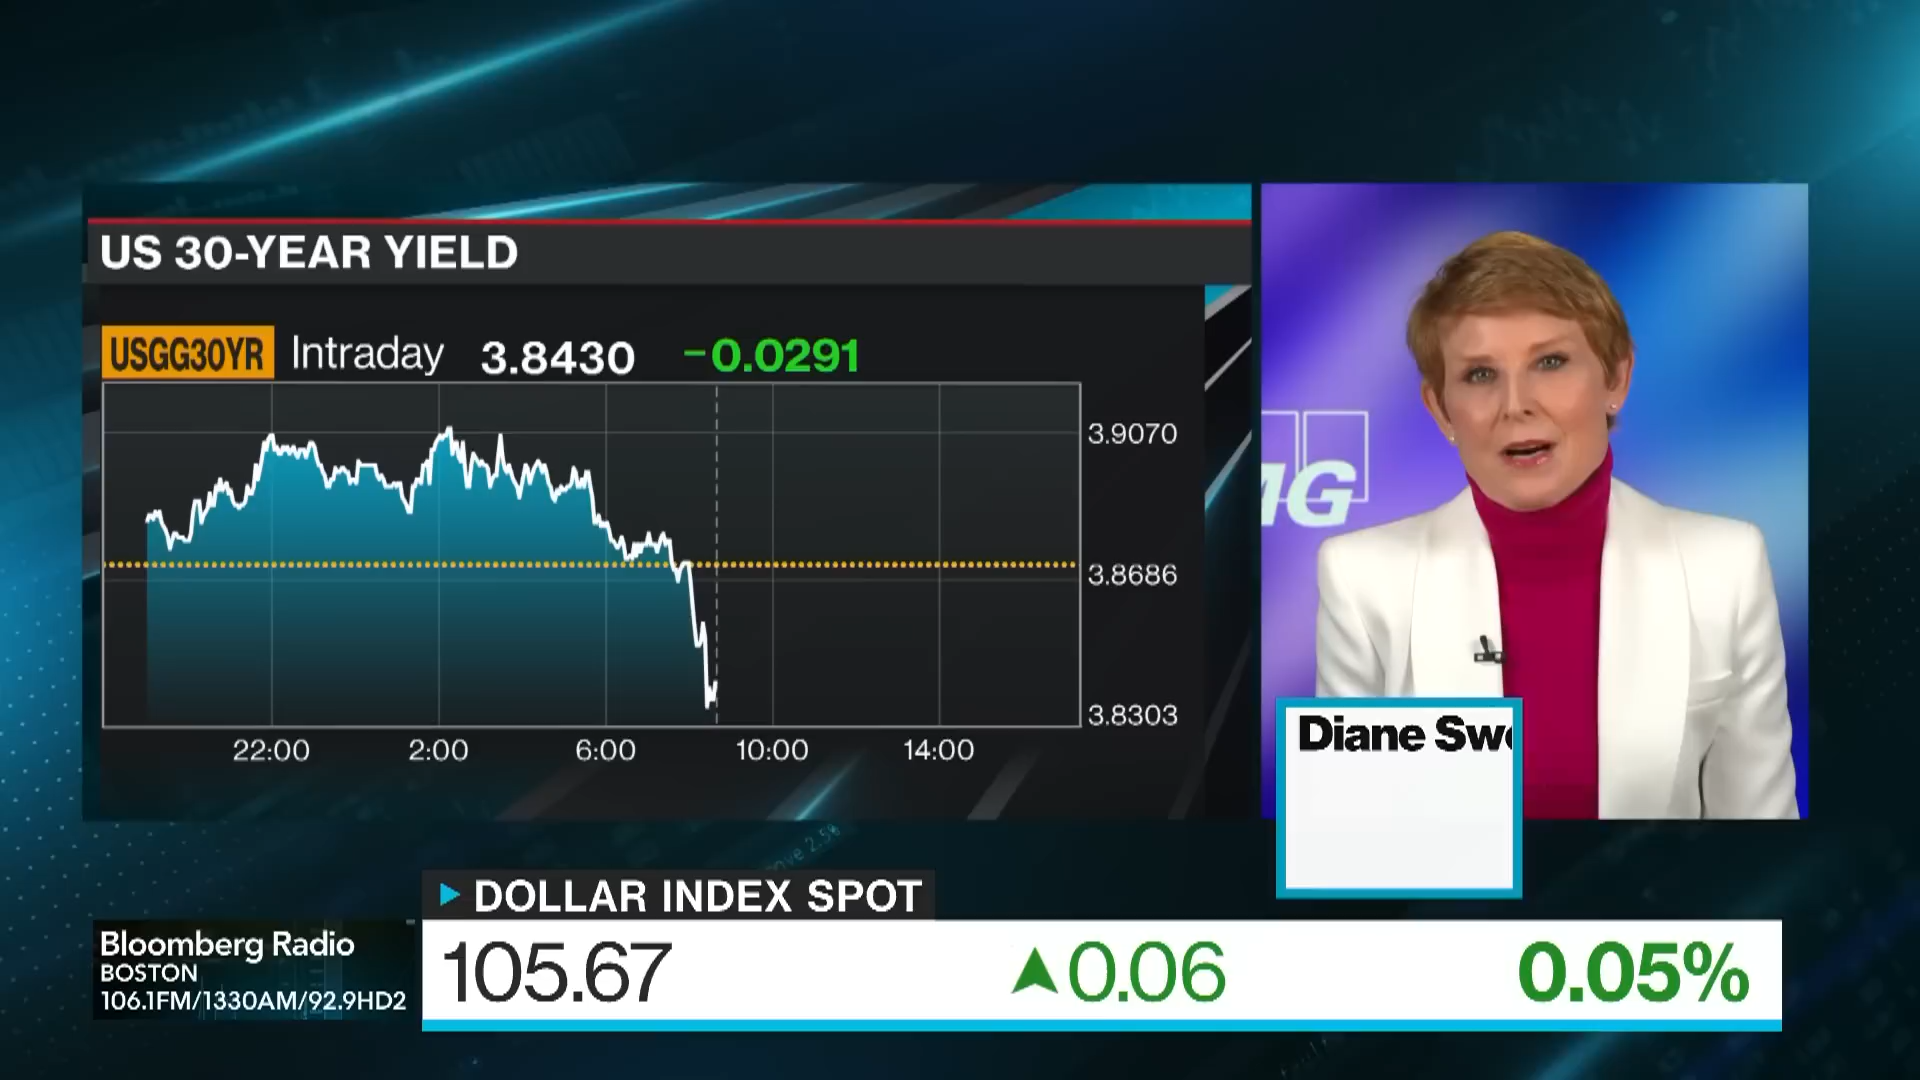 US 30-YEAR YIELD
USGG30YR Intraday 3.8430 -0.0291
3.9070
3.8686
3.8303
22:00 2:00 6:00 10:00 14:00
MG
Diane Swo
DOLLAR INDEX SPOT
105.67 ▲0.06 0.05%
Bloomberg Radio
BOSTON
106.1FM/1330AM/92.9HD2